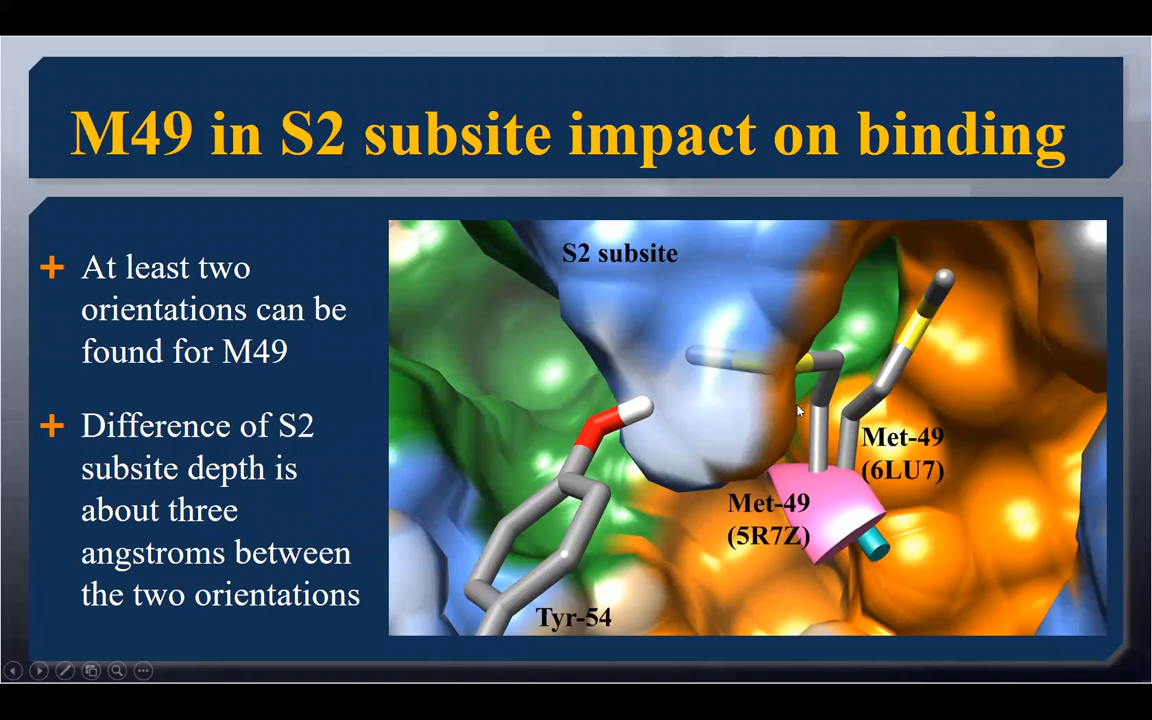 M49 in S2 subsite impact on binding
At least two
orientations can be
found for M49
Difference of S2
subsite depth is
about three
angstroms between
the two orientations
S2 subsite
Met-49
(6LU7)
Met-49
(5R7Z)
Tyr-54